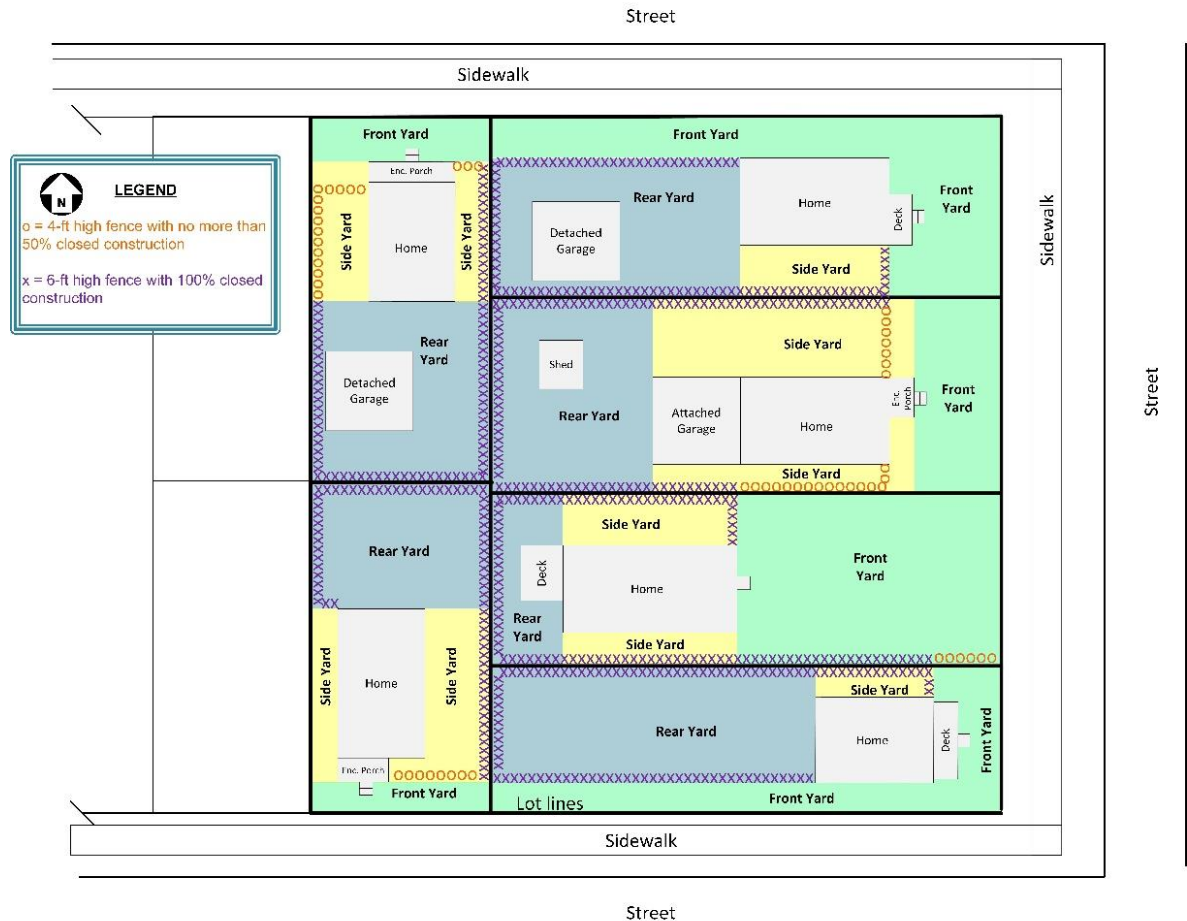 Street
Sidewalk
Front Yard
Front Yard
Enc. Porch
LEGEND
N
o = 4-ft high fence with no more than
50% closed construction
x = 6-ft high fence with 100% closed
construction
Side Yard
Home
Side Yard
Rear Yard
Detached
Garage
Home
Deck
Front
Yard
Side Yard
Sidewalk
Rear
Yard
Detached
Garage
Side Yard
Shed
Rear Yard
Attached
Garage
Home
Enc.
Porch
Front
Yard
Side Yard
Street
Rear Yard
Side Yard
Deck
Home
Front
Yard
Rear
Yard
Side Yard
Side Yard
Home
Side Yard
Enc. Porch
Front Yard
Side Yard
Rear Yard
Home
Deck
Front Yard
Front Yard
Lot lines
Sidewalk
Street